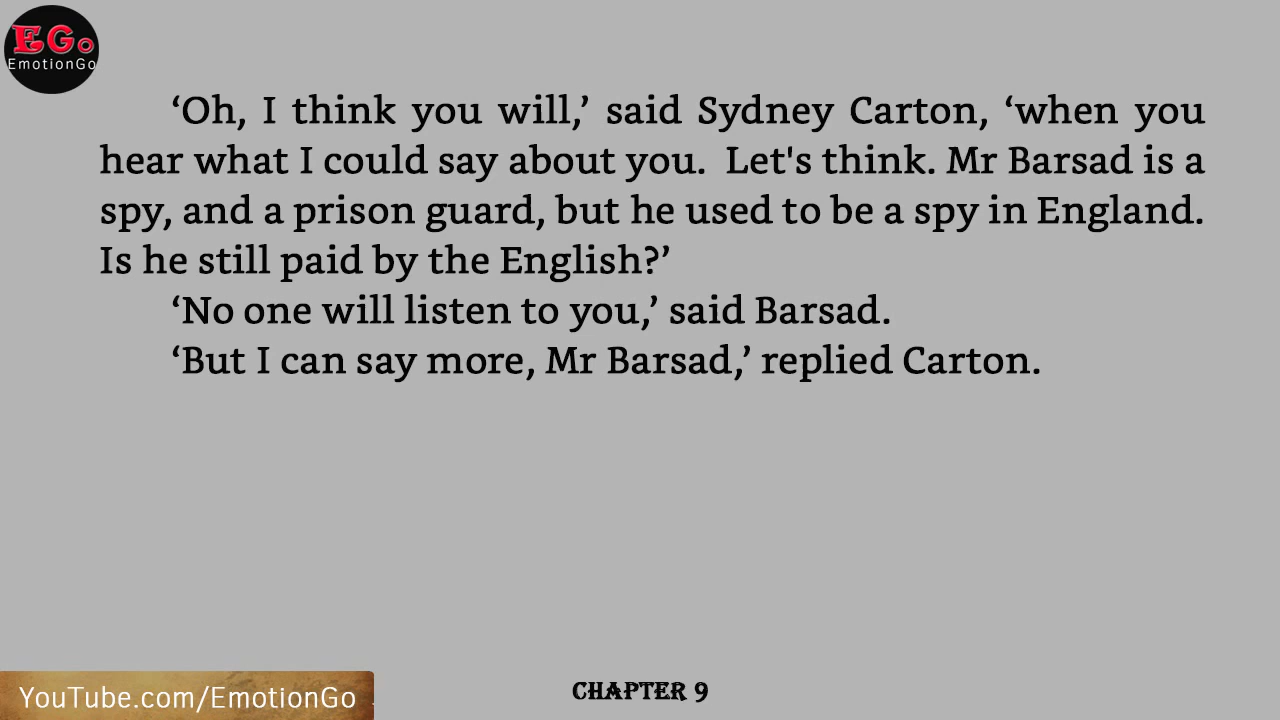 EGo
EmotionGo
‘Oh, I think you will,’ said Sydney Carton, ‘when you
hear what I could say about you.  Let's think. Mr Barsad is a
spy, and a prison guard, but he used to be a spy in England.
Is he still paid by the English?’
‘No one will listen to you,’ said Barsad.
‘But I can say more, Mr Barsad,’ replied Carton.
YouTube.com/EmotionGo
CHAPTER 9